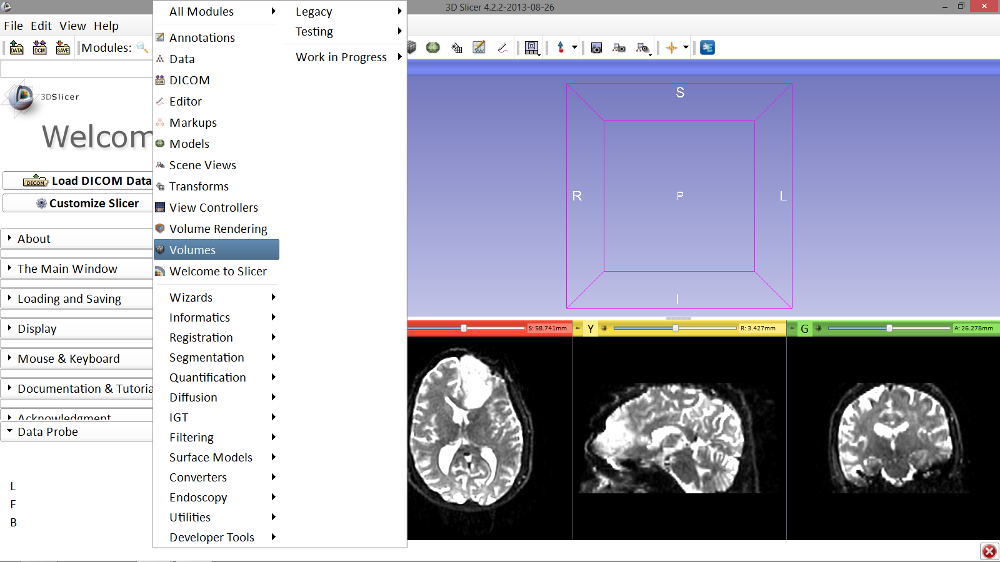 3D Slicer 4.2.2-2013-08-26
File Edit View Help
DATA DCM SAVE Modules:
3DSlicer
Welcom
DICOM Load DICOM Data
Customize Slicer
About
The Main Window
Loading and Saving
Display
Mouse & Keyboard
Documentation & Tutoria
Acknowledgment
Data Probe
L
F
B
All Modules
Annotations
Data
DCM DICOM
Editor
Markups
Models
Scene Views
Transforms
View Controllers
Volume Rendering
Volumes
Welcome to Slicer
Wizards
Informatics
Registration
Segmentation
Quantification
Diffusion
IGT
Filtering
Surface Models
Converters
Endoscopy
Utilities
Developer Tools
Legacy
Testing
Work in Progress
S
R P L
I
S: 58.741mm
Y R: 3.427mm
G A: 26.278mm